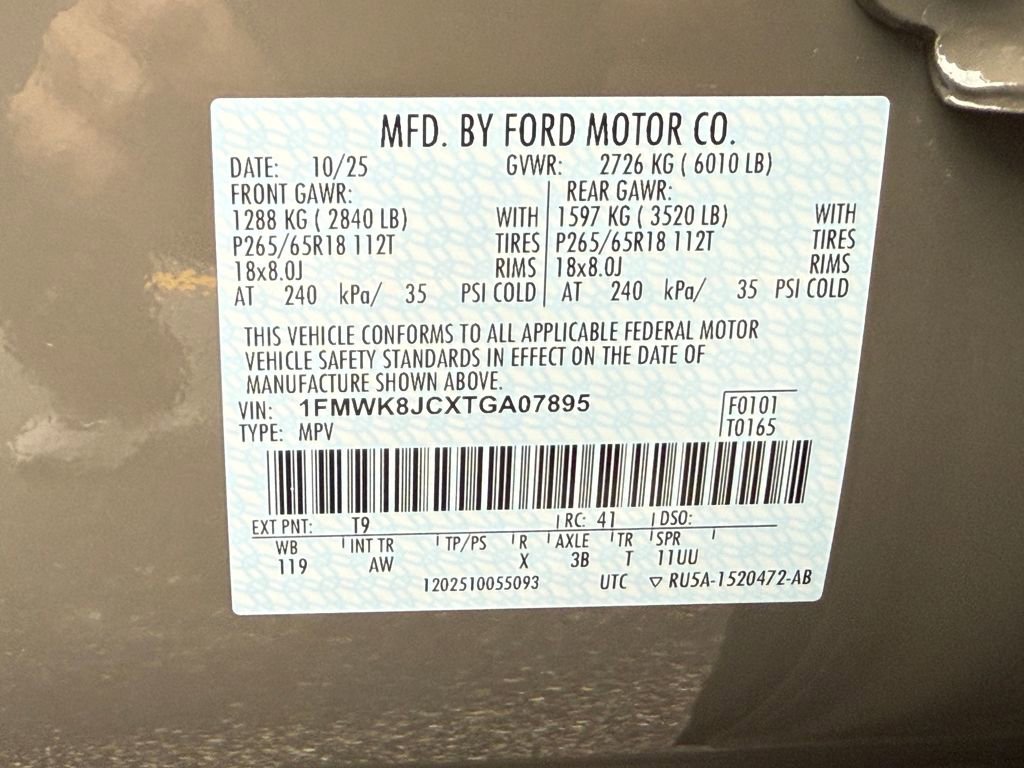 MFD. BY FORD MOTOR CO.
DATE: 10/25 GVWR: 2726 KG ( 6010 LB)
FRONT GAWR: REAR GAWR:
1288 KG ( 2840 LB) WITH 1597 KG ( 3520 LB) WITH
P265/65R18 112T TIRES P265/65R18 112T TIRES
18x8.0J RIMS 18x8.0J RIMS
AT 240 kPa/ 35 PSI COLD AT 240 kPa/ 35 PSI COLD
THIS VEHICLE CONFORMS TO ALL APPLICABLE FEDERAL MOTOR
VEHICLE SAFETY STANDARDS IN EFFECT ON THE DATE OF
MANUFACTURE SHOWN ABOVE.
VIN: 1FMWK8JCXTGA07895 F0101
TYPE: MPV T0165
EXT PNT: T9 RC: 41 DSO:
WB INT TR TP/PS R AXLE TR SPR
119 AW X 3B T 11UU
1202510055093 UTC ▽ RU5A-1520472-AB